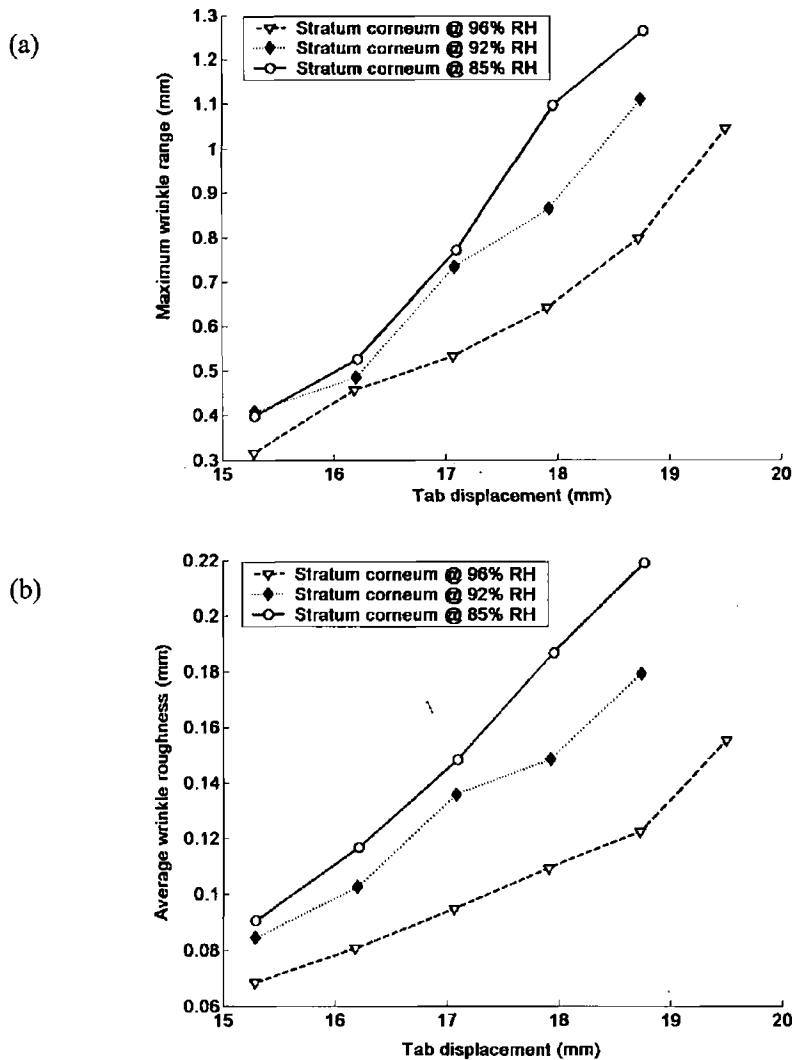 (a)
Stratum corneum @ 96% RH
Stratum corneum @ 92% RH
Stratum corneum @ 85% RH
Maximum wrinkle range (mm)
1.3
1.2
1.1
1
0.9
0.8
0.7
0.6
0.5
0.4
0.3
15 16 17 18 19 20
Tab displacement (mm)
(b)
Stratum corneum @ 96% RH
Stratum corneum @ 92% RH
Stratum corneum @ 85% RH
Average wrinkle roughness (mm)
0.22
0.2
0.18
0.16
0.14
0.12
0.1
0.08
0.06
15 16 17 18 19 20
Tab displacement (mm)